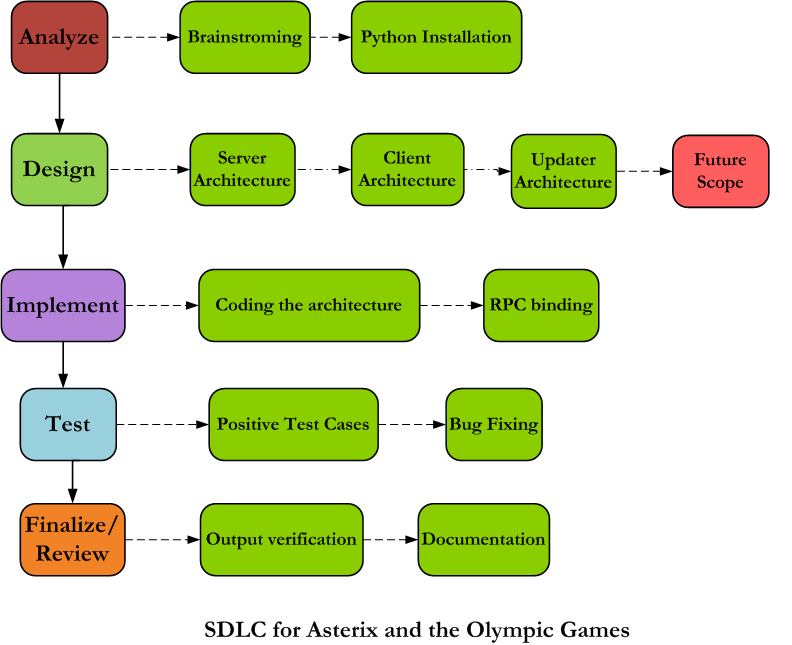 Analyze
Brainstroming
Python Installation
Design
Server
Architecture
Client
Architecture
Updater
Architecture
Future
Scope
Implement
Coding the architecture
RPC binding
Test
Positive Test Cases
Bug Fixing
Finalize/
Review
Output verification
Documentation
SDLC for Asterix and the Olympic Games